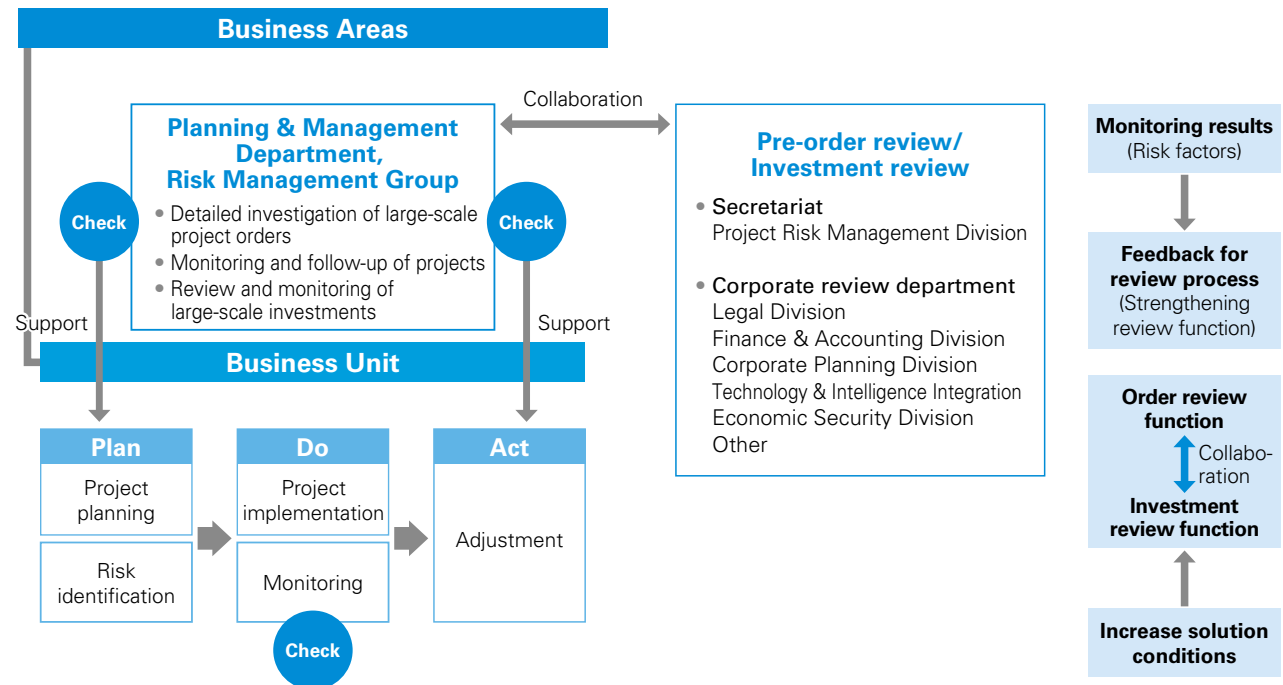 Business Areas
Collaboration
Planning & Management
Department,
Risk Management Group
• Detailed investigation of large-scale
project orders
• Monitoring and follow-up of projects
• Review and monitoring of
large-scale investments
Check
Check
Support
Support
Pre-order review/
Investment review
• Secretariat
Project Risk Management Division
• Corporate review department
Legal Division
Finance & Accounting Division
Corporate Planning Division
Technology & Intelligence Integration
Economic Security Division
Other
Business Unit
Plan
Project
planning
Risk
identification
Do
Project
implementation
Monitoring
Check
Act
Adjustment
Monitoring results
(Risk factors)
Feedback for
review process
(Strengthening
review function)
Order review
function
Collabo-
ration
Investment
review function
Increase solution
conditions